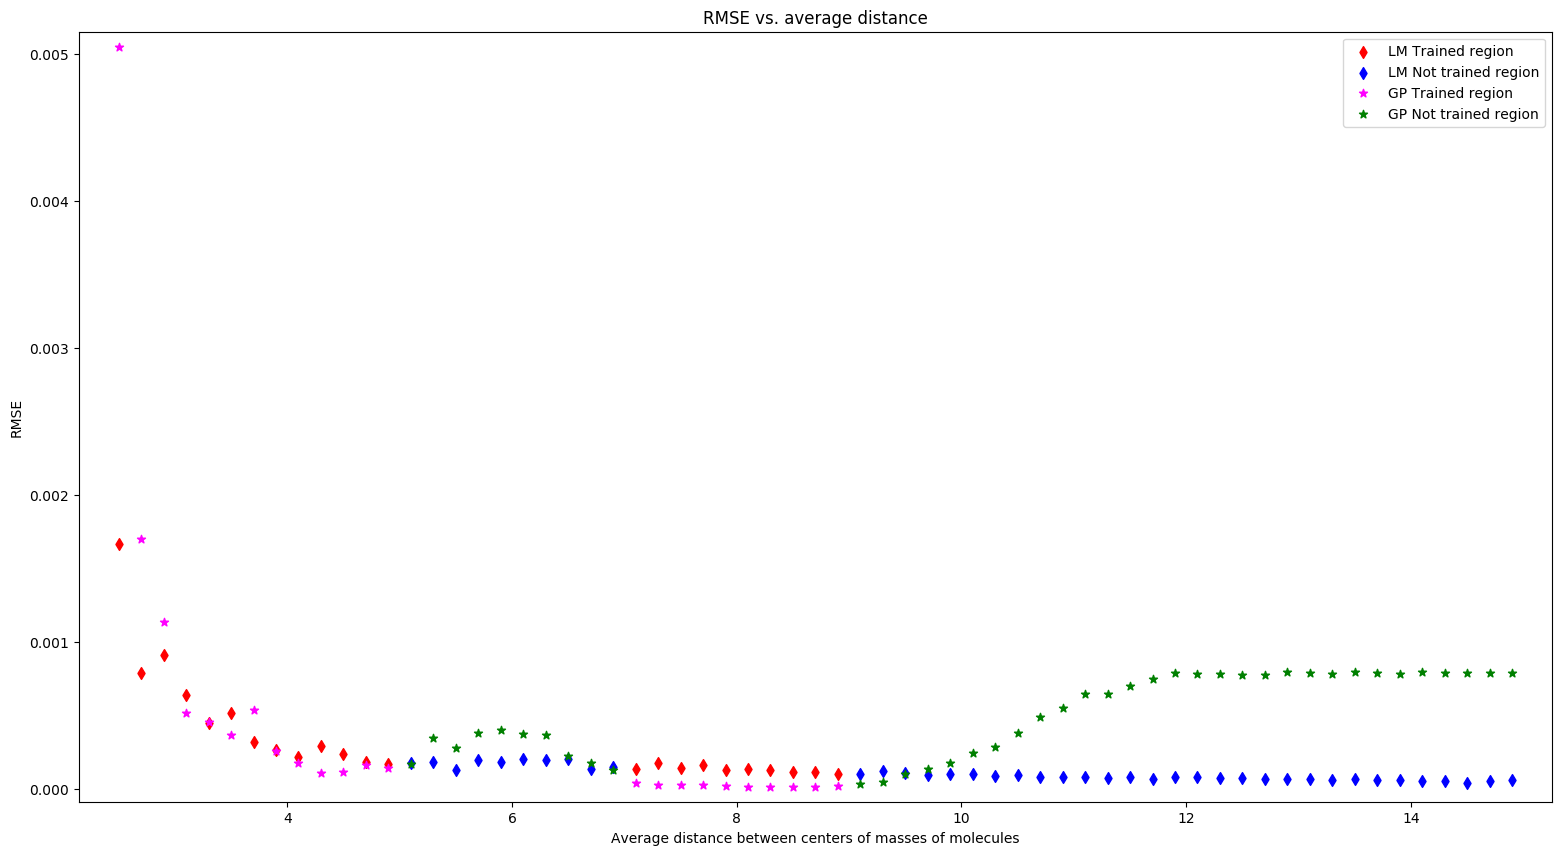 RMSE vs. average distance
LM Trained region
LM Not trained region
GP Trained region
GP Not trained region
0.005
0.004
0.003
0.002
0.001
0.000
RMSE
4 6 8 10 12 14
Average distance between centers of masses of molecules